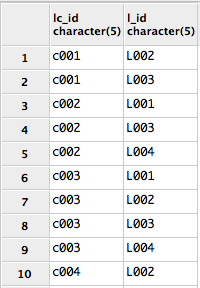 lc_id l_id
character(5) character(5)
1 c001 L002
2 c001 L003
3 c002 L001
4 c002 L003
5 c002 L004
6 c003 L001
7 c003 L002
8 c003 L003
9 c003 L004
10 c004 L002